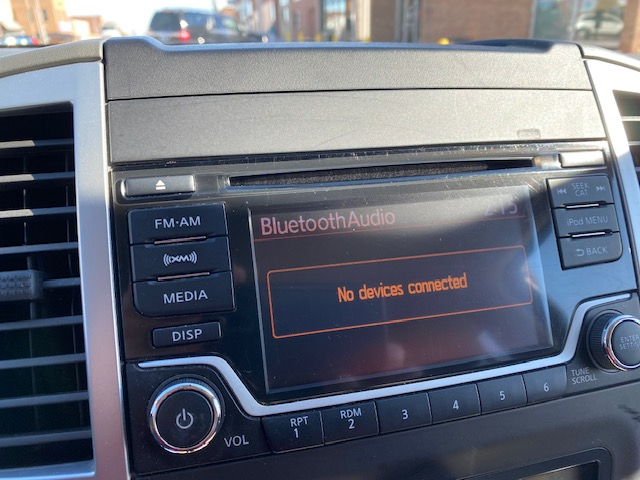 BluetoothAudio
No devices connected
FM·AM
((XM))
MEDIA
DISP
VOL
SEEK
CAT
iPod MENU
BACK
ENTER
TUNE
SCROLL
RPT
1
RDM
2
3
4
5
6